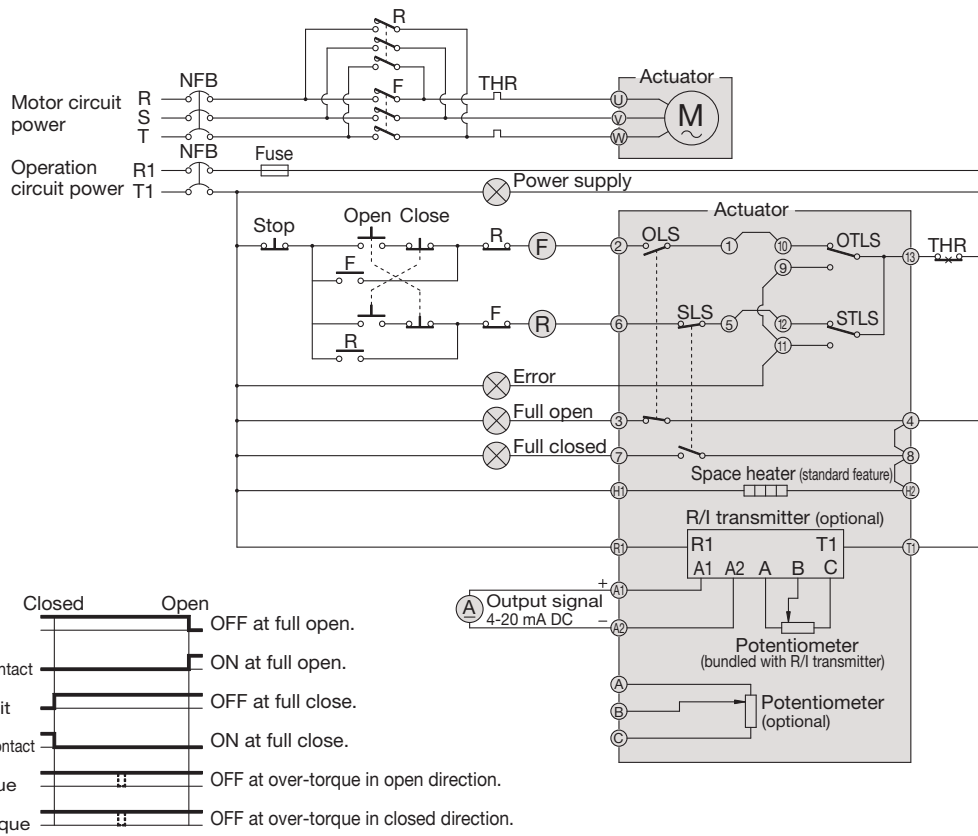 R
NFB
F
THR
Actuator
Motor circuit
power
R
S
T
U
V
W
M
NFB
Fuse
Operation
circuit power
R1
T1
Power supply
Actuator
Stop
Open
Close
R
F
2
OLS
1
10
OTLS
13
THR
F
9
F
R
6
SLS
5
12
STLS
R
11
Error
Full open
3
4
Full closed
7
8
Space heater (standard feature)
H1
H2
R/I transmitter (optional)
R1
R1
T1
T1
A1 A2 A B C
+
A1
A
Output signal
4-20 mA DC
–
A2
Potentiometer
(bundled with R/I transmitter)
A
B
C
Potentiometer
(optional)
Closed
Open
OFF at full open.
ntact
ON at full open.
it
OFF at full close.
ontact
ON at full close.
ue
OFF at over-torque in open direction.
que
OFF at over-torque in closed direction.